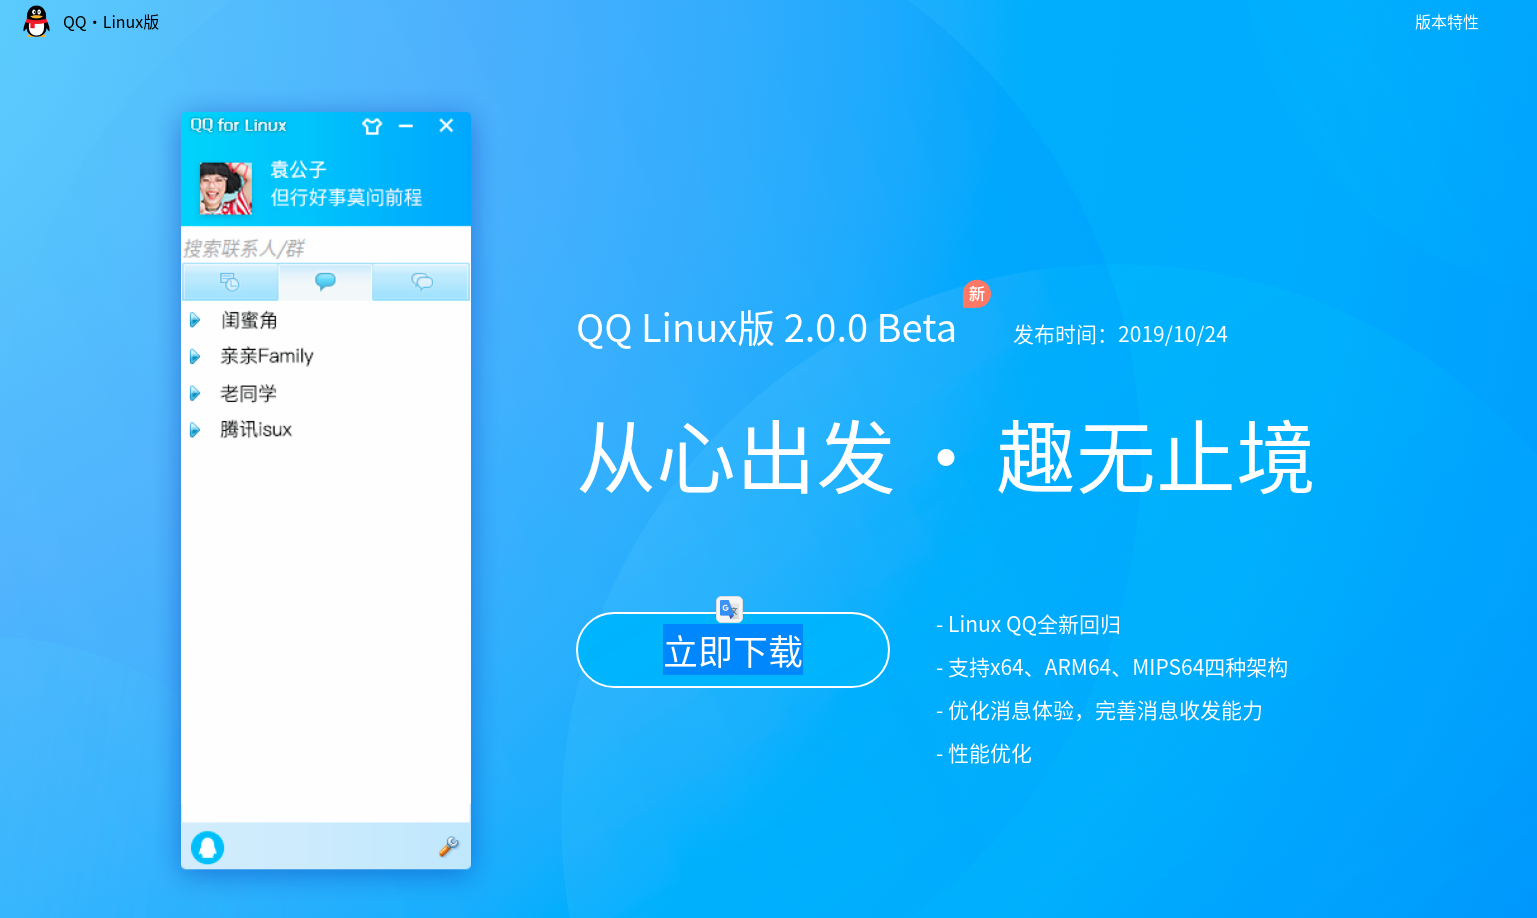 QQ・Linux版
版本特性
QQ for Linux
袁公子
但行好事莫问前程
搜索联系人/群
闺蜜角
亲亲Family
老同学
腾讯isux
新
QQ Linux版 2.0.0 Beta
发布时间：2019/10/24
从心出发・趣无止境
立即下载
- Linux QQ全新回归
- 支持x64、ARM64、MIPS64四种架构
- 优化消息体验，完善消息收发能力
- 性能优化